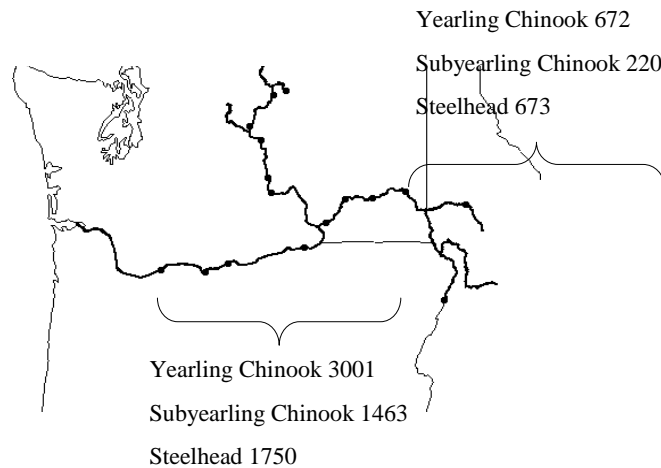 Yearling Chinook 672
Subyearling Chinook 220
Steelhead 673
Yearling Chinook 3001
Subyearling Chinook 1463
Steelhead 1750